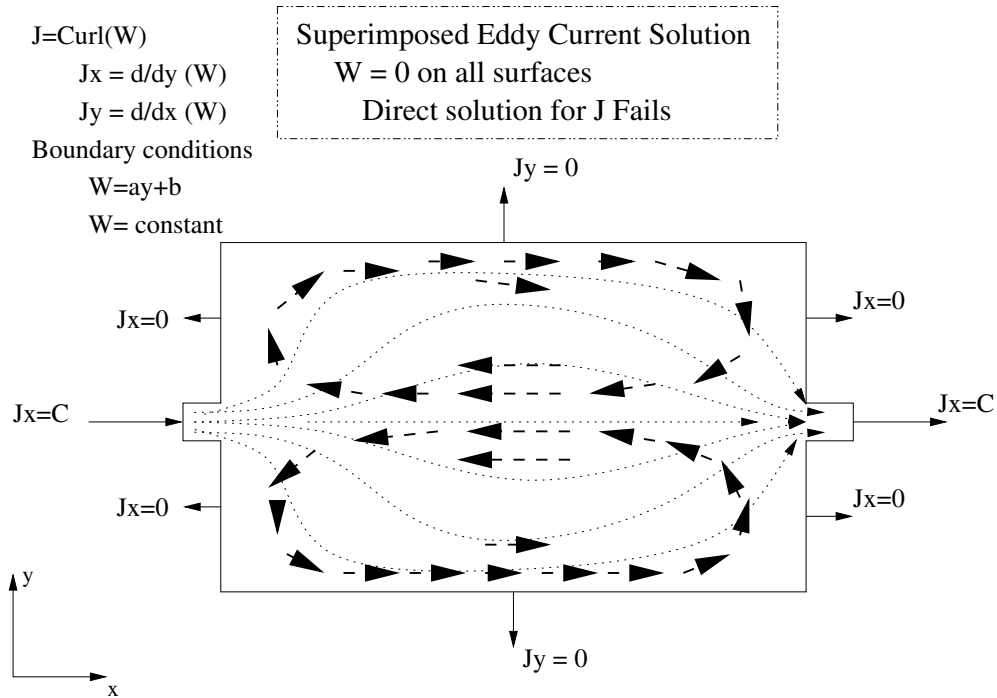 J=Curl(W)
Jx = d/dy (W)
Jy = d/dx (W)
Boundary conditions
W=ay+b
W= constant
Superimposed Eddy Current Solution
W = 0 on all surfaces
Direct solution for J Fails
Jy = 0
Jx=0
Jx=0
Jx=C
Jx=C
Jx=0
Jx=0
Jy = 0
y
x